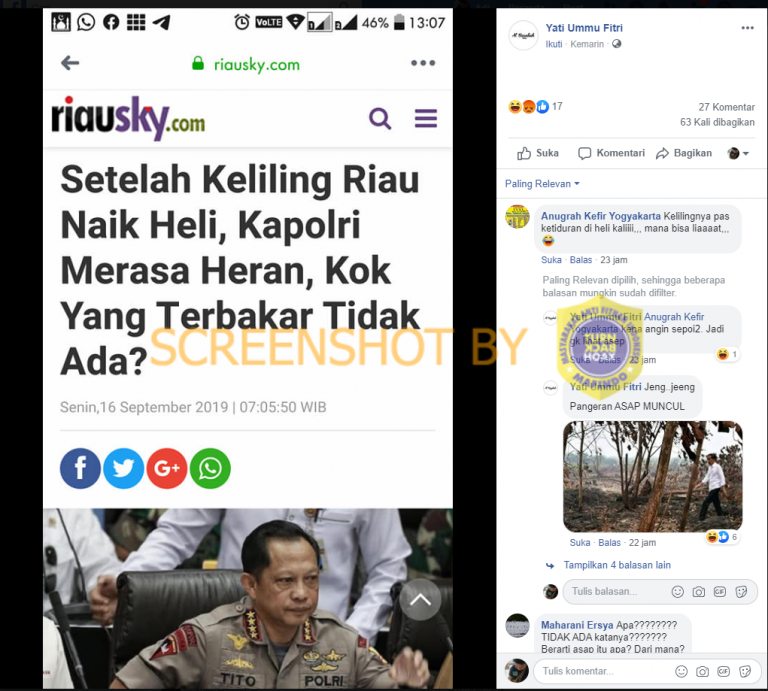 VoLTE 46% 13:07
riausky.com
riausky.com
Setelah Keliling Riau
Naik Heli, Kapolri
Merasa Heran, Kok
Yang Terbakar Tidak
Ada?
SCREENSHOT BY
Senin,16 September 2019 | 07:05:50 WIB
TITO POLRI
Yati Ummu Fitri
Ikuti · Kemarin ·
17 27 Komentar
63 Kali dibagikan
Suka Komentari Bagikan
Paling Relevan
Anugrah Kefir Yogyakarta Kelilingnya pas
ketiduran di heli kaliiii,,, mana bisa liaaaat,,,
Suka · Balas · 23 jam
Paling Relevan dipilih, sehingga beberapa
balasan mungkin sudah difilter.
Yati Ummu Fitri Anugrah Kefir
Yogyakarta kena angin sepoi2. Jadi
gk lihat asep
Suka · Balas · 23 jam
1
TURN BACK HOAX
MAFINDO
Yati Ummu Fitri Jeng..jeeng
Pangeran ASAP MUNCUL
6
Suka · Balas · 22 jam
Tampilkan 4 balasan lain
Tulis balasan...
Maharani Ersya Apa????????
TIDAK ADA katanya???????
Berarti asap itu apa? Dari mana?
Tulis komentar...